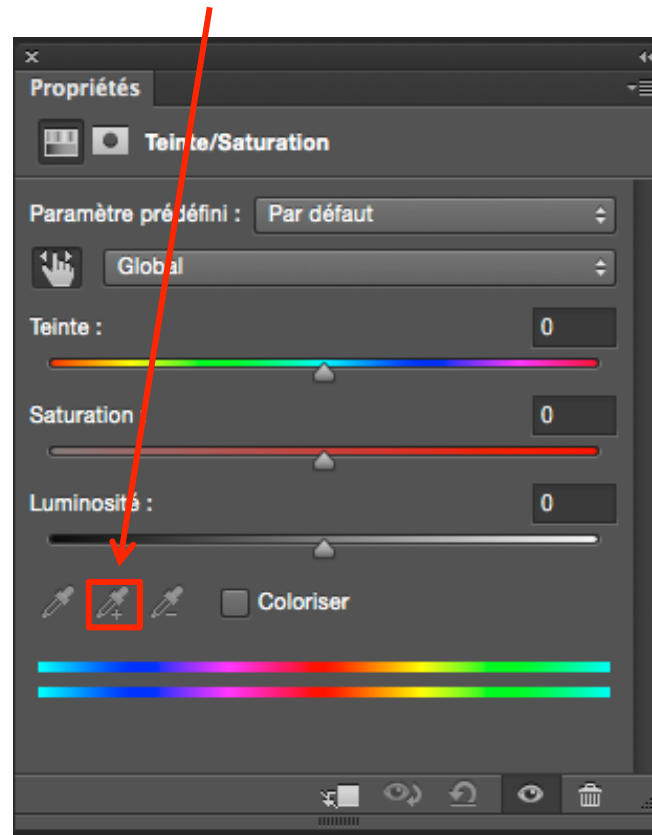 Propriétés
Teinte/Saturation
Paramètre prédéfini : Par défaut
Global
Teinte : 0
Saturation : 0
Luminosité : 0
Coloriser